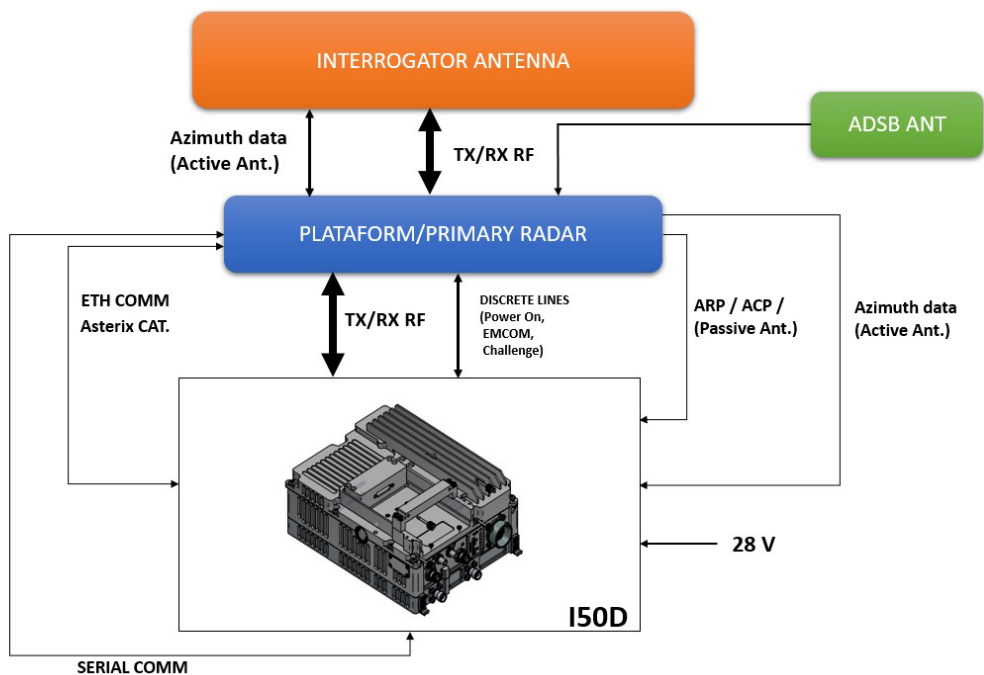 INTERROGATOR ANTENNA
ADSB ANT
Azimuth data
(Active Ant.)
TX/RX RF
PLATAFORM/PRIMARY RADAR
ETH COMM
Asterix CAT.
TX/RX RF
DISCRETE LINES
(Power On,
EMCOM,
Challenge)
ARP / ACP /
(Passive Ant.)
Azimuth data
(Active Ant.)
28 V
I50D
SERIAL COMM